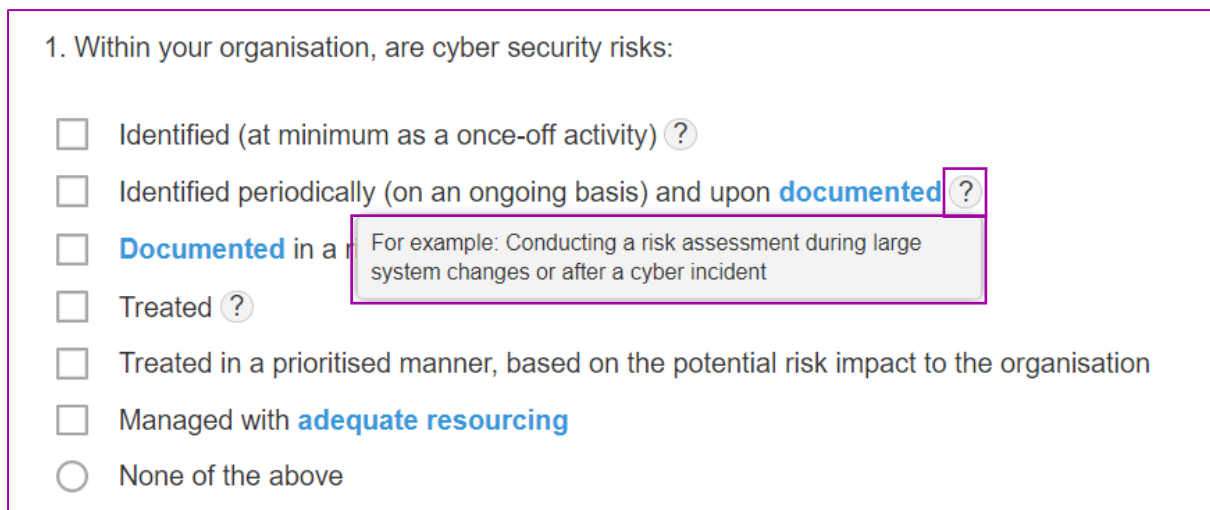 1. Within your organisation, are cyber security risks:
Identified (at minimum as a once-off activity) ?
Identified periodically (on an ongoing basis) and upon documented ?
Documented in a
For example: Conducting a risk assessment during large
system changes or after a cyber incident
Treated ?
Treated in a prioritised manner, based on the potential risk impact to the organisation
Managed with adequate resourcing
None of the above